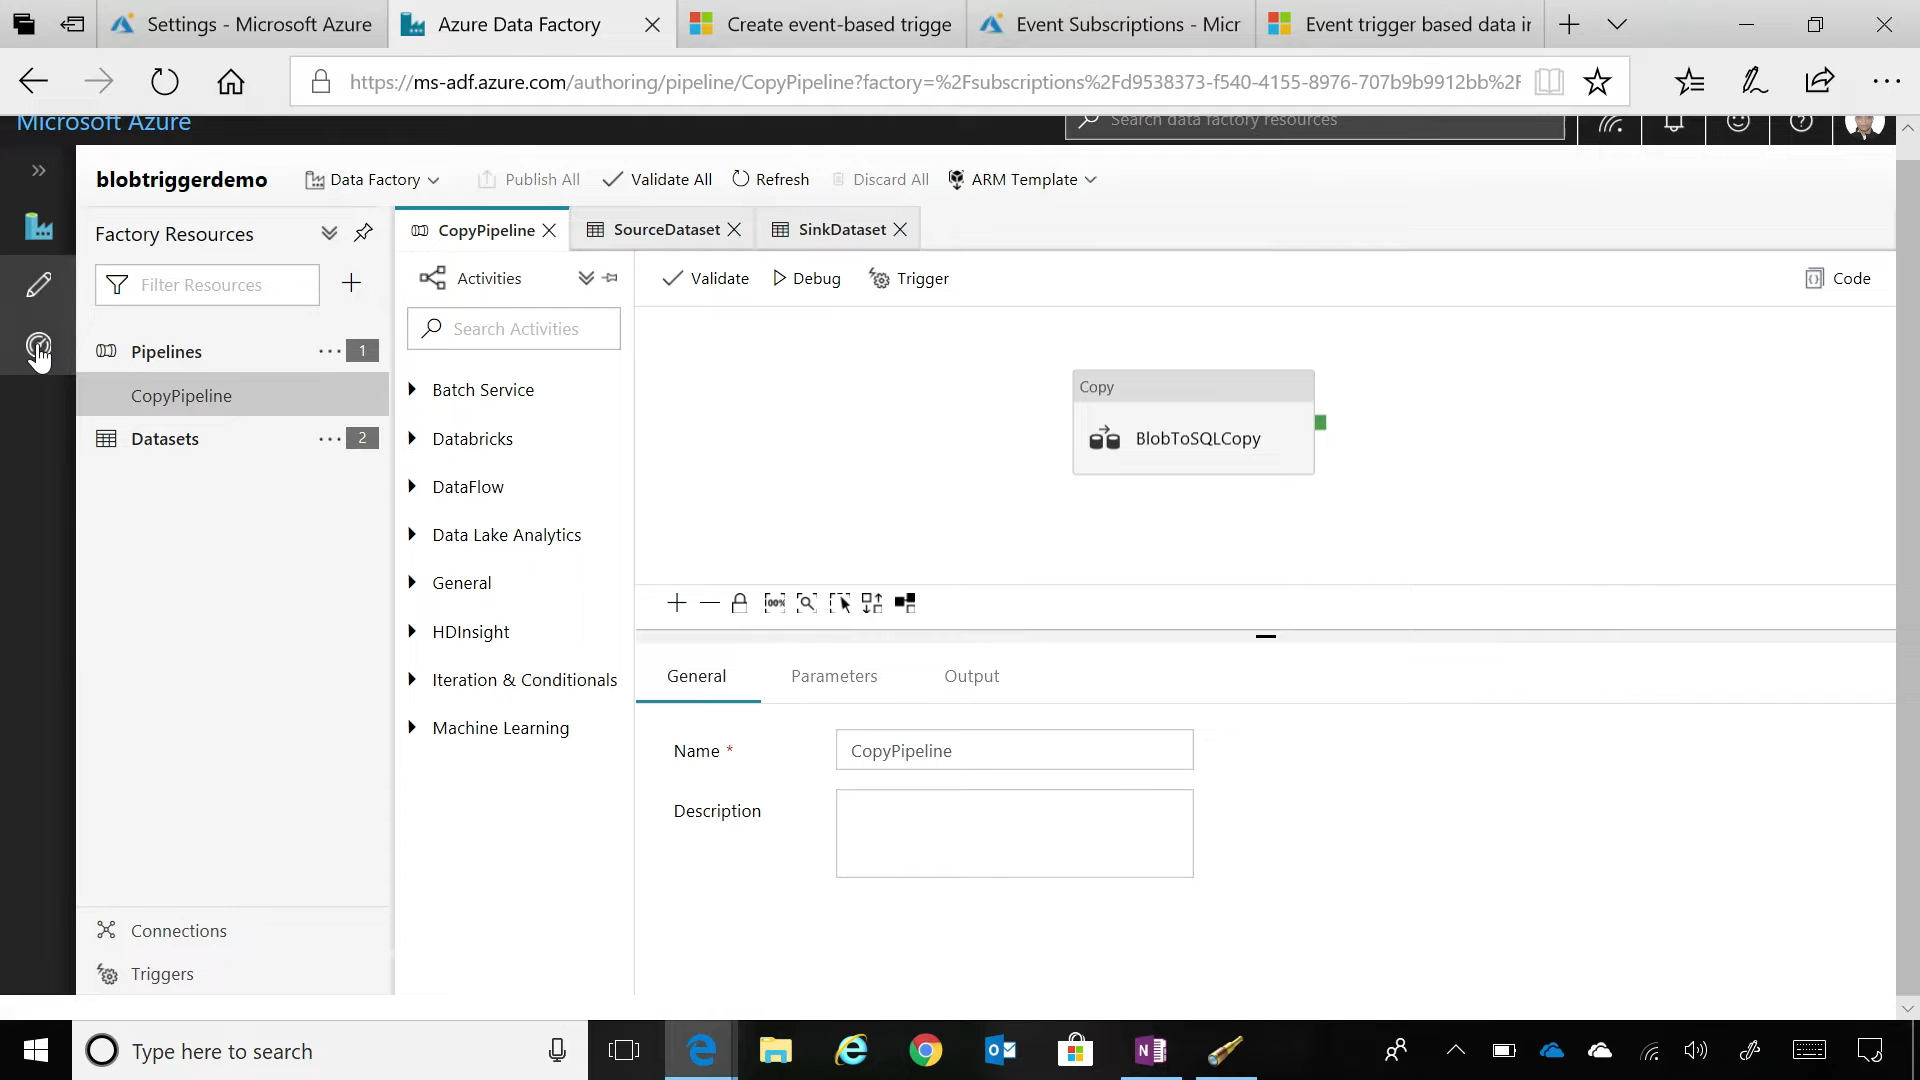 Settings - Microsoft Azure
Azure Data Factory
Create event-based trigge
Event Subscriptions - Micr
Event trigger based data ir
https://ms-adf.azure.com/authoring/pipeline/CopyPipeline?factory=%2Fsubscriptions%2Fd9538373-f540-4155-8976-707b9b9912bb%2F
Microsoft Azure
Search data factory resources
blobtriggerdemo
Data Factory
Publish All
Validate All
Refresh
Discard All
ARM Template
Factory Resources
CopyPipeline
SourceDataset
SinkDataset
Filter Resources
Activities
Validate
Debug
Trigger
Code
Search Activities
Pipelines
1
CopyPipeline
Datasets
2
Batch Service
Databricks
DataFlow
Data Lake Analytics
General
HDInsight
Iteration & Conditionals
Machine Learning
Copy
BlobToSQLCopy
100%
General
Parameters
Output
Name *
CopyPipeline
Description
Connections
Triggers
Type here to search